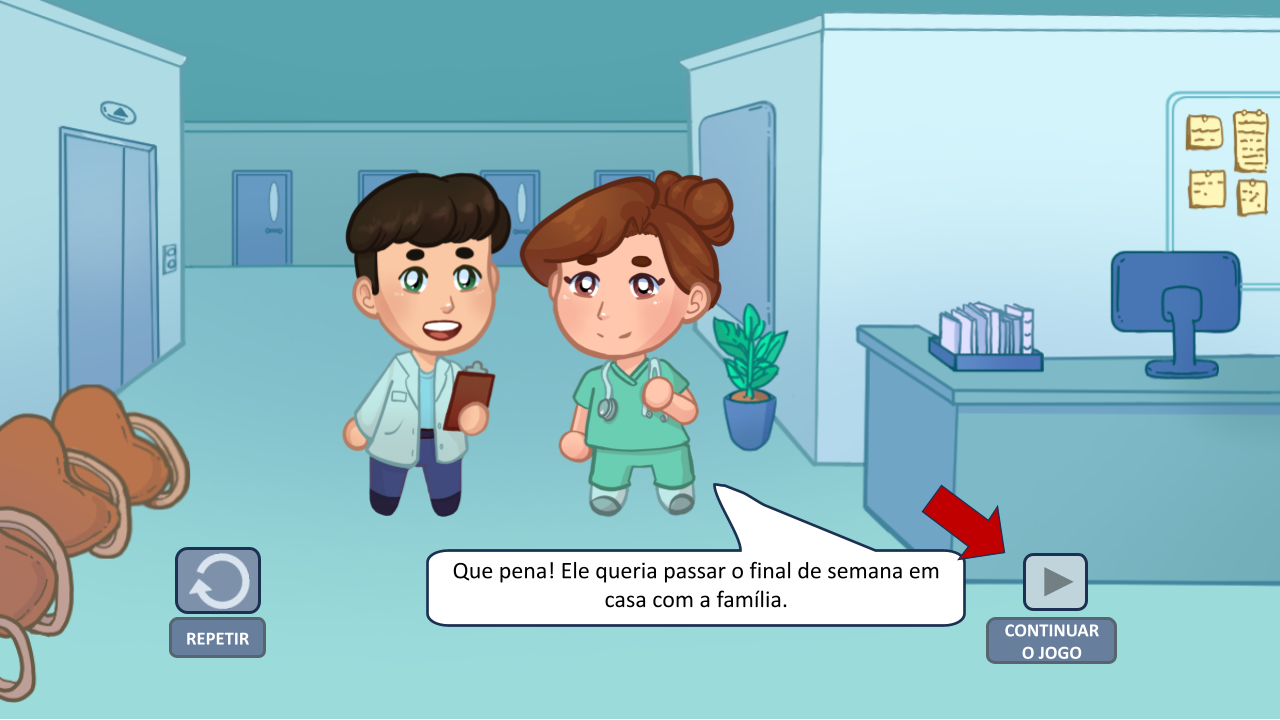 Que pena! Ele queria passar o final de semana em
casa com a família.
REPETIR
CONTINUAR
O JOGO